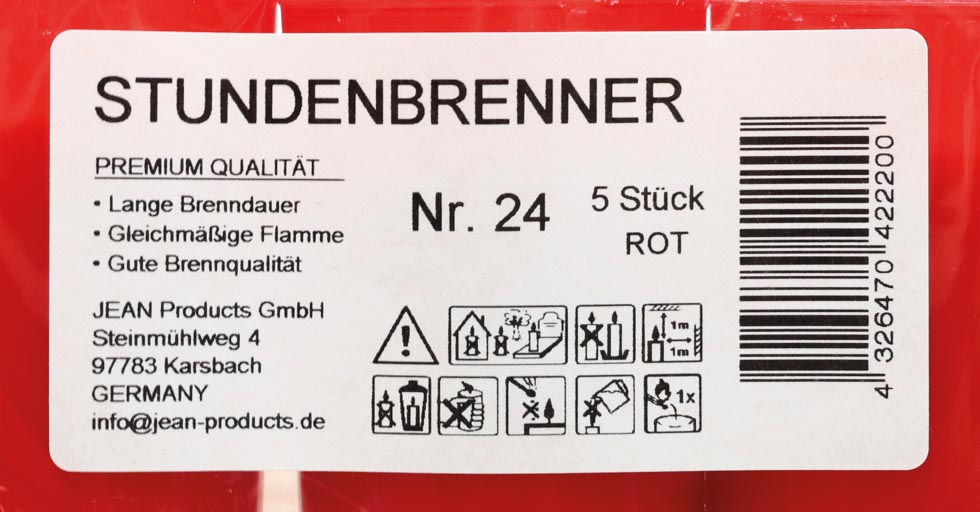 STUNDENBRENNER
PREMIUM QUALITÄT
• Lange Brenndauer
• Gleichmäßige Flamme
• Gute Brennqualität
Nr. 24
5 Stück
ROT
JEAN Products GmbH
Steinmühlweg 4
97783 Karsbach
GERMANY
info@jean-products.de
1m
1m
1x
4 326470 422200